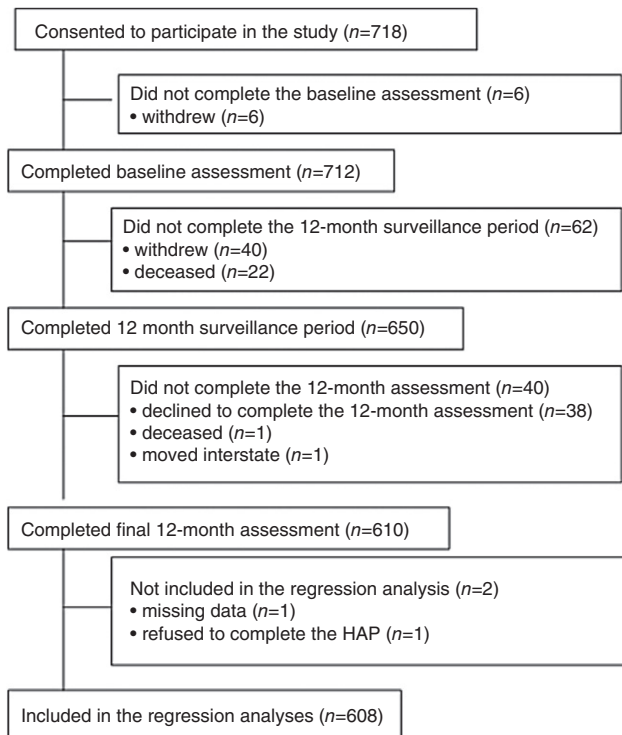 Consented to participate in the study (n=718)
Did not complete the baseline assessment (n=6)
• withdrew (n=6)
Completed baseline assessment (n=712)
Did not complete the 12-month surveillance period (n=62)
• withdrew (n=40)
• deceased (n=22)
Completed 12 month surveillance period (n=650)
Did not complete the 12-month assessment (n=40)
• declined to complete the 12-month assessment (n=38)
• deceased (n=1)
• moved interstate (n=1)
Completed final 12-month assessment (n=610)
Not included in the regression analysis (n=2)
• missing data (n=1)
• refused to complete the HAP (n=1)
Included in the regression analyses (n=608)